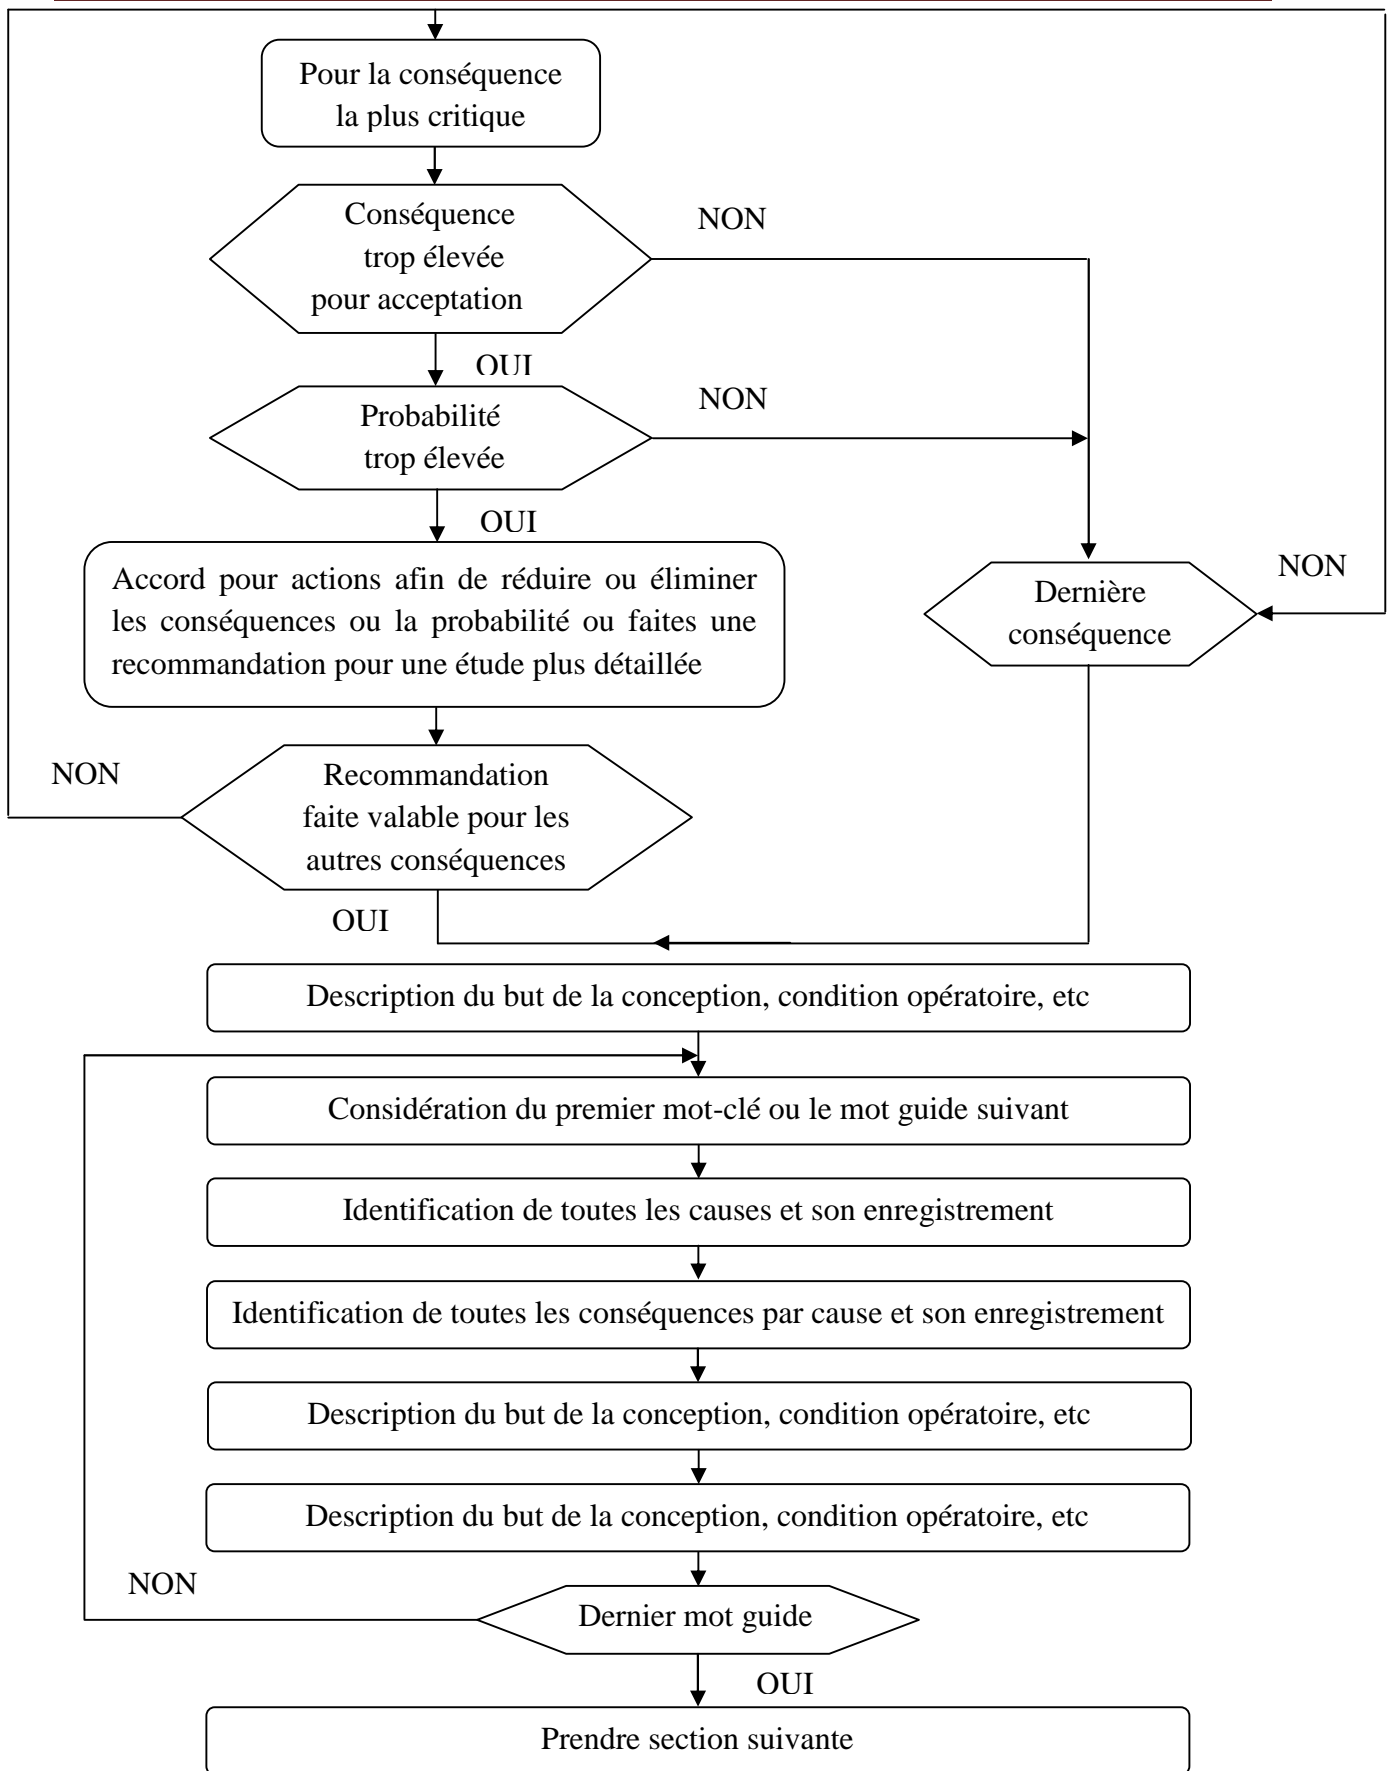 Pour la conséquence
la plus critique
Conséquence
trop élevée
pour acceptation
NON
OUI
Probabilité
trop élevée
NON
OUI
Accord pour actions afin de réduire ou éliminer
les conséquences ou la probabilité ou faites une
recommandation pour une étude plus détaillée
Dernière
conséquence
NON
NON
Recommandation
faite valable pour les
autres conséquences
OUI
Description du but de la conception, condition opératoire, etc
Considération du premier mot-clé ou le mot guide suivant
Identification de toutes les causes et son enregistrement
Identification de toutes les conséquences par cause et son enregistrement
Description du but de la conception, condition opératoire, etc
Description du but de la conception, condition opératoire, etc
NON
Dernier mot guide
OUI
Prendre section suivante